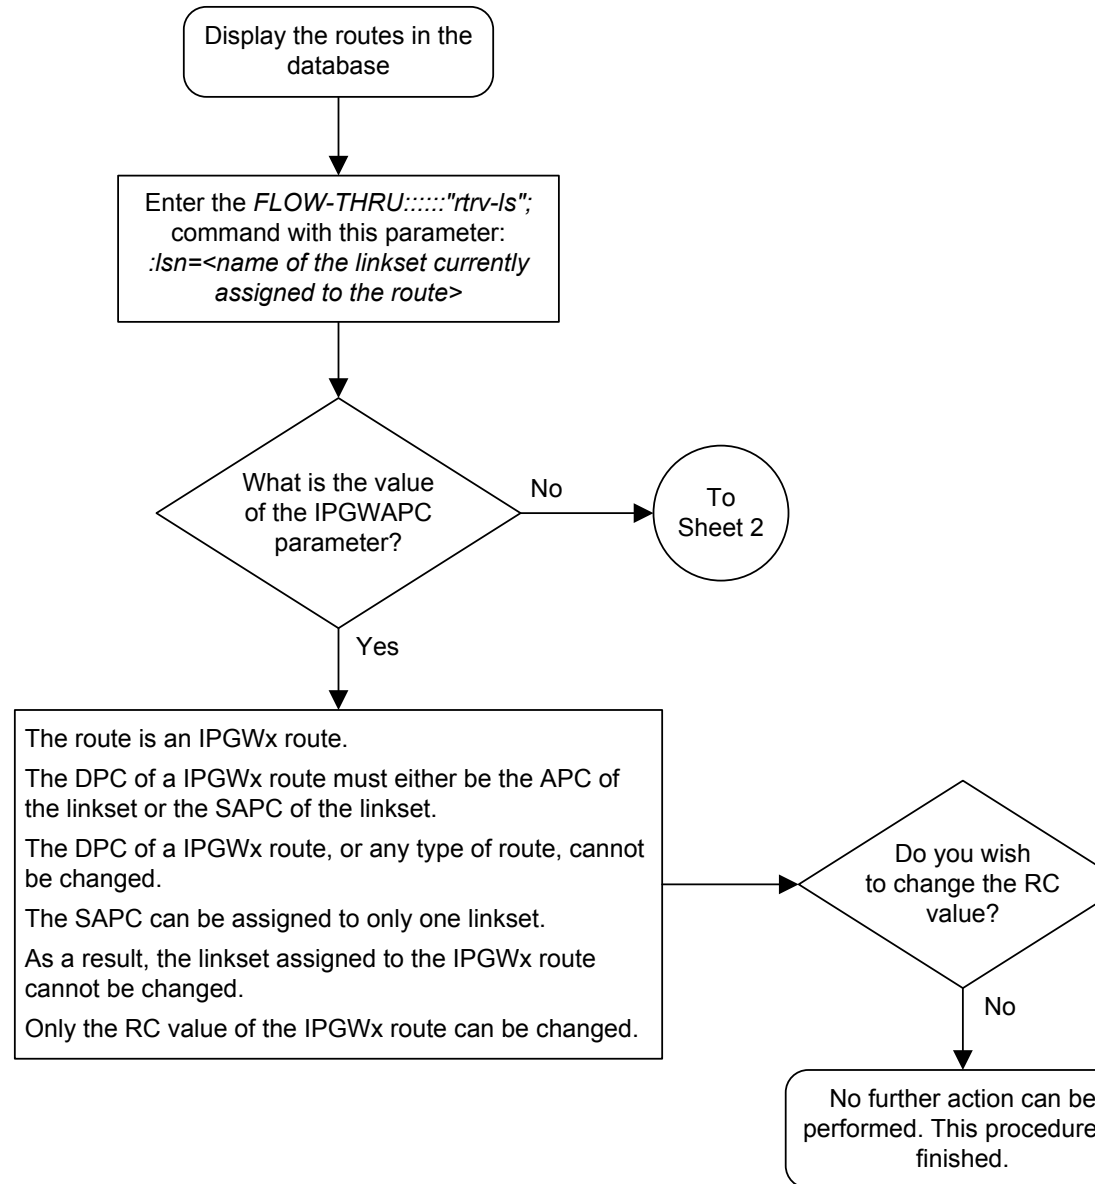 Display the routes in the
database
Enter the FLOW-THRU::::::"rtrv-ls";
command with this parameter:
:lsn=<name of the linkset currently
assigned to the route>
What is the value
of the IPGWAPC
parameter?
No
To
Sheet 2
Yes
The route is an IPGWx route.
The DPC of a IPGWx route must either be the APC of
the linkset or the SAPC of the linkset.
The DPC of a IPGWx route, or any type of route, cannot
be changed.
The SAPC can be assigned to only one linkset.
As a result, the linkset assigned to the IPGWx route
cannot be changed.
Only the RC value of the IPGWx route can be changed.
Do you wish
to change the RC
value?
No
No further action can be
performed. This procedure
finished.